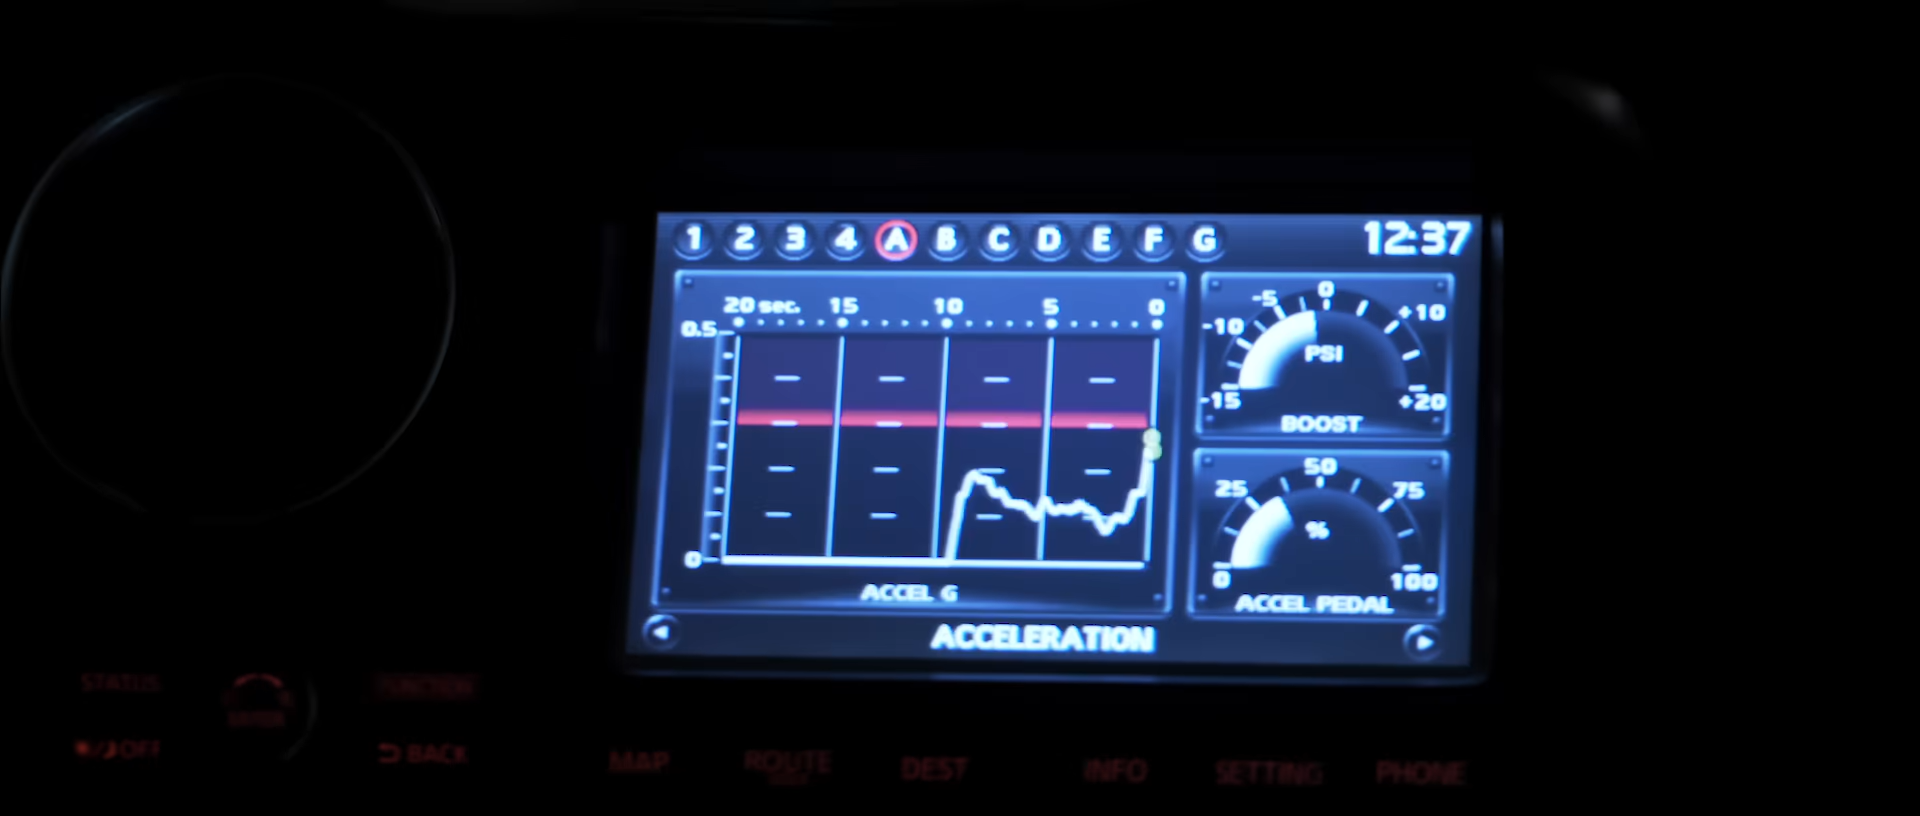 1 2 3 4 A B C D E F G 12:37
20 sec. 15 10 5 0
0.5
0
ACCEL G
-15 -10 -5 0 +10 +20
PSI
BOOST
0 25 50 75 100
%
ACCEL PEDAL
ACCELERATION
STATUS
FUNCTION
OFF
BACK
MAP ROUTE DEST INFO SETTING PHONE